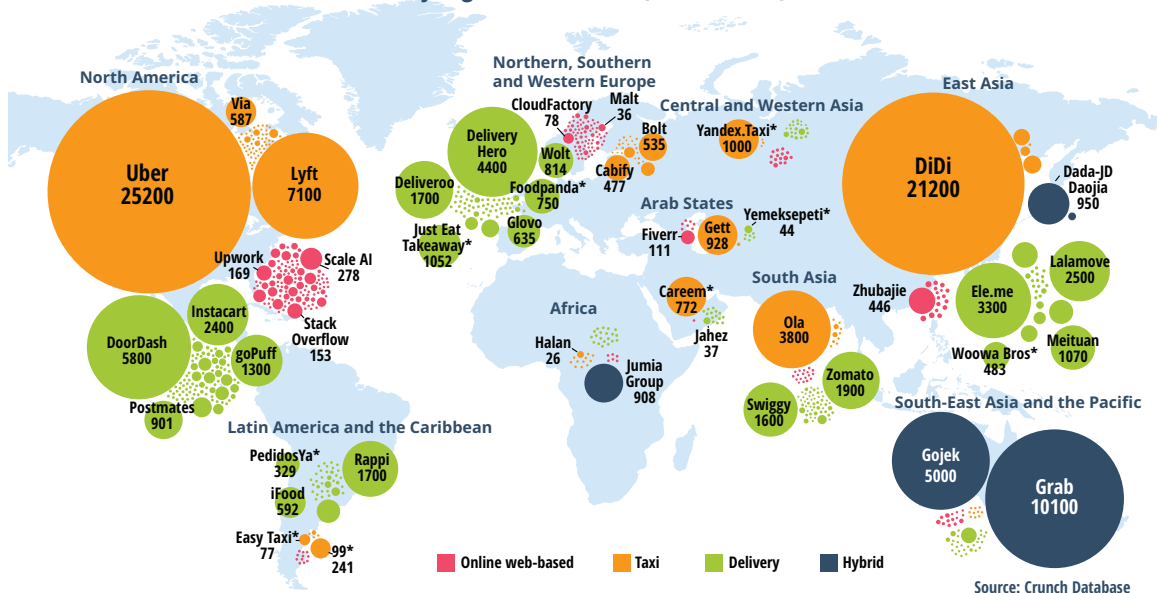 North America
Via
587
Uber
25200
Lyft
7100
Upwork
169
Scale AI
278
Stack
Overflow
153
Instacart
2400
DoorDash
5800
goPuff
1300
Postmates
901
Latin America and the Caribbean
PedidosYa*
329
Rappi
1700
iFood
592
Easy Taxi*
77
99*
241
Northern, Southern
and Western Europe
CloudFactory
78
Malt
36
Delivery
Hero
4400
Wolt
814
Bolt
535
Cabify
477
Deliveroo
1700
Foodpanda*
750
Just Eat
Takeaway*
1052
Glovo
635
Central and Western Asia
Yandex.Taxi*
1000
Arab States
Fiverr
111
Gett
928
Yemeksepeti*
44
Careem*
772
Jahez
37
Africa
Halan
26
Jumia
Group
908
South Asia
Ola
3800
Zomato
1900
Swiggy
1600
East Asia
DiDi
21200
Dada-JD
Daojia
950
Zhubajie
446
Ele.me
3300
Lalamove
2500
Meituan
1070
Woowa Bros*
483
South-East Asia and the Pacific
Gojek
5000
Grab
10100
Online web-based
Taxi
Delivery
Hybrid
Source: Crunch Database